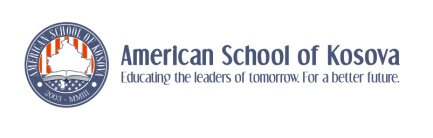 AMERICAN SCHOOL OF KOSOVA
2003 - MMIII
American School of Kosova
Educating the leaders of tomorrow. For a better future.